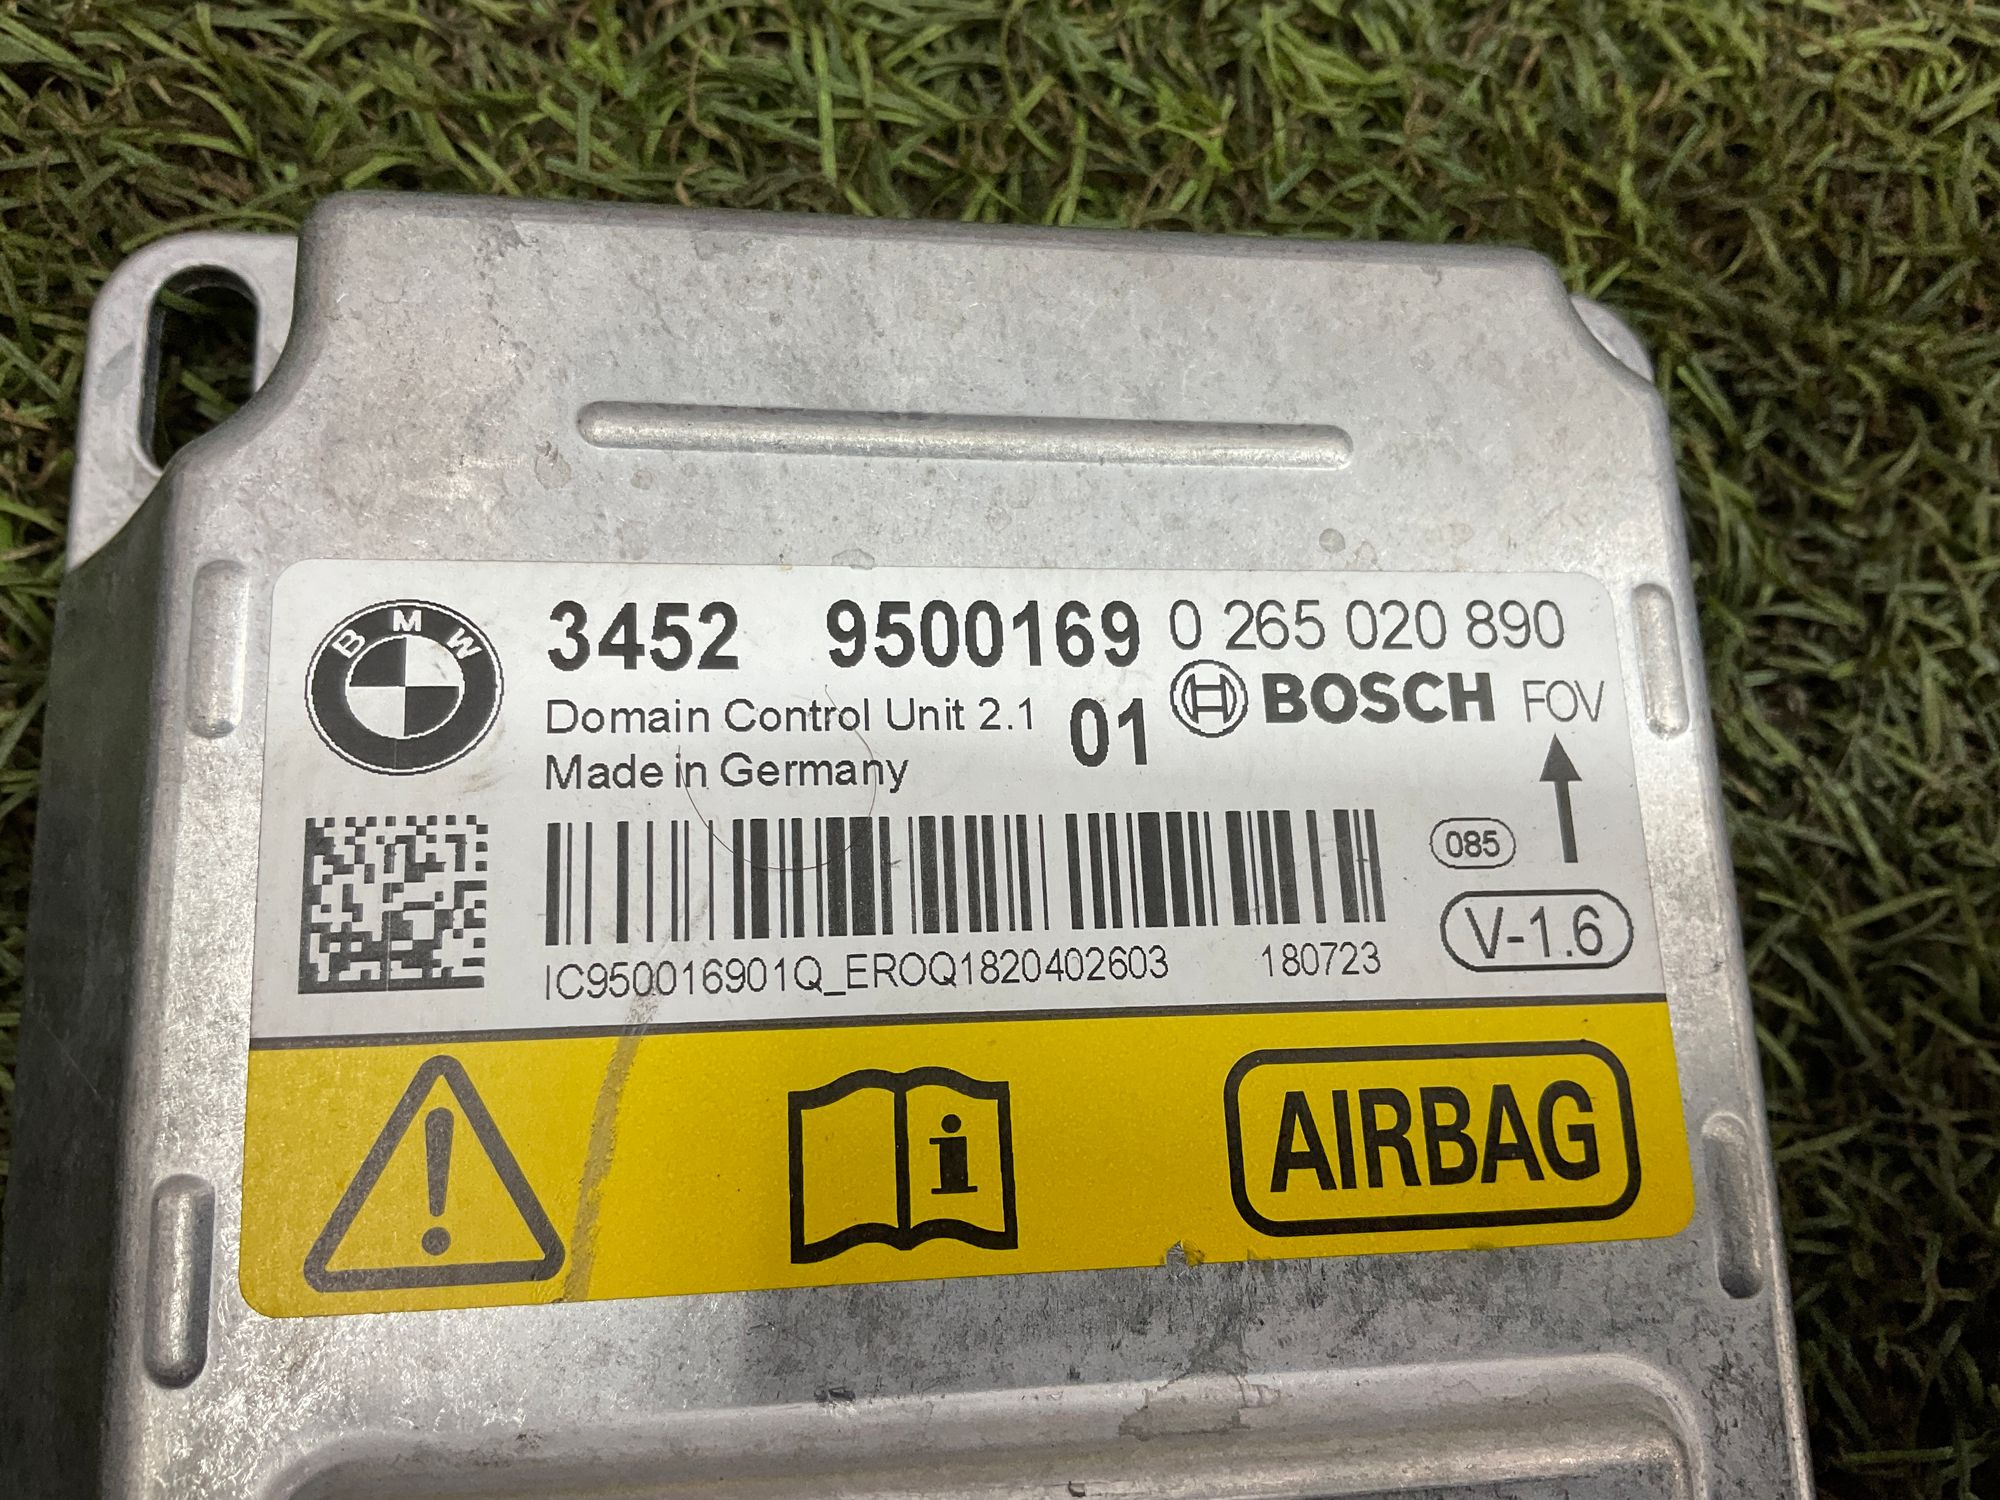 BMW
3452 9500169 0 265 020 890
Domain Control Unit 2.1 01 BOSCH FOV
Made in Germany
085
V-1.6
IC950016901Q_EROQ1820402603 180723
AIRBAG